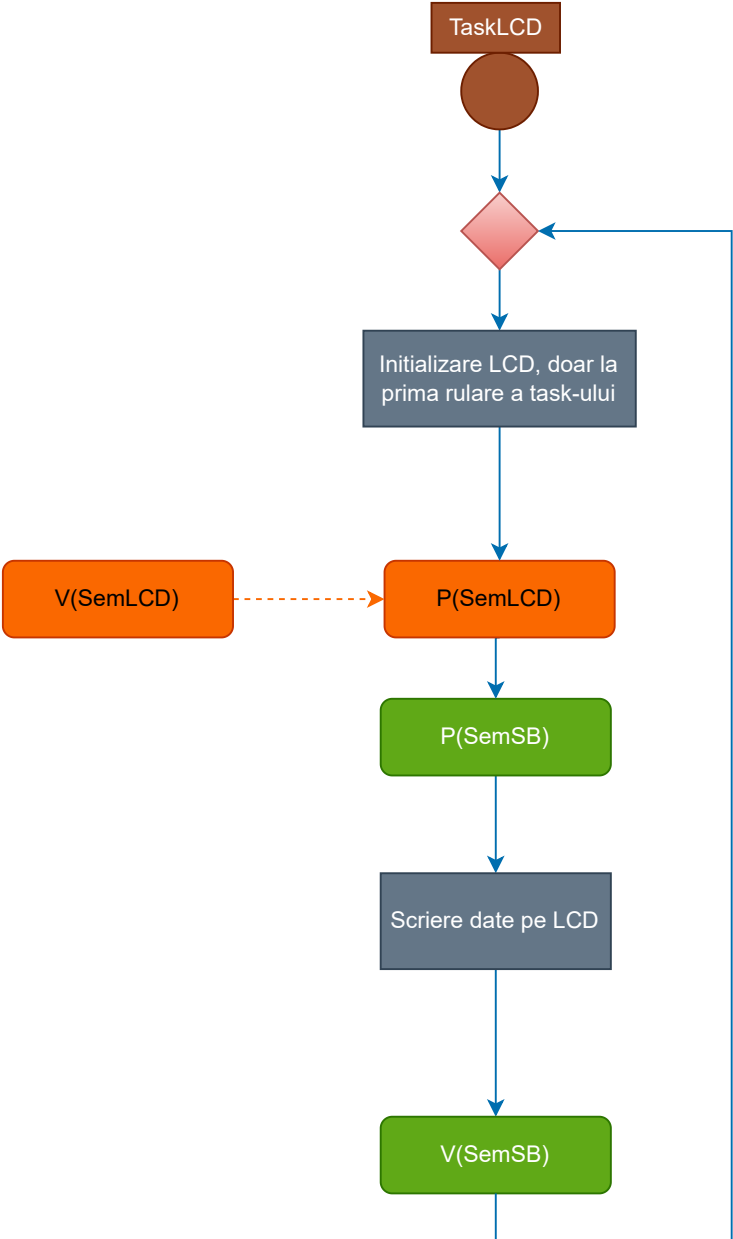 TaskLCD
Initializare LCD, doar la
prima rulare a task-ului
V(SemLCD)
P(SemLCD)
P(SemSB)
Scriere date pe LCD
V(SemSB)